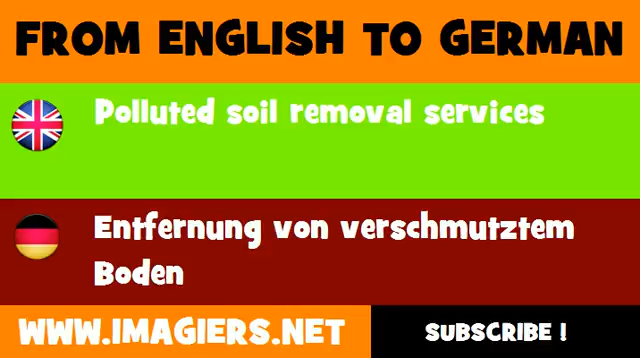 FROM ENGLISH TO GERMAN
Polluted soil removal services
Entfernung von verschmutztem
Boden
WWW.IMAGIERS.NET
SUBSCRIBE !